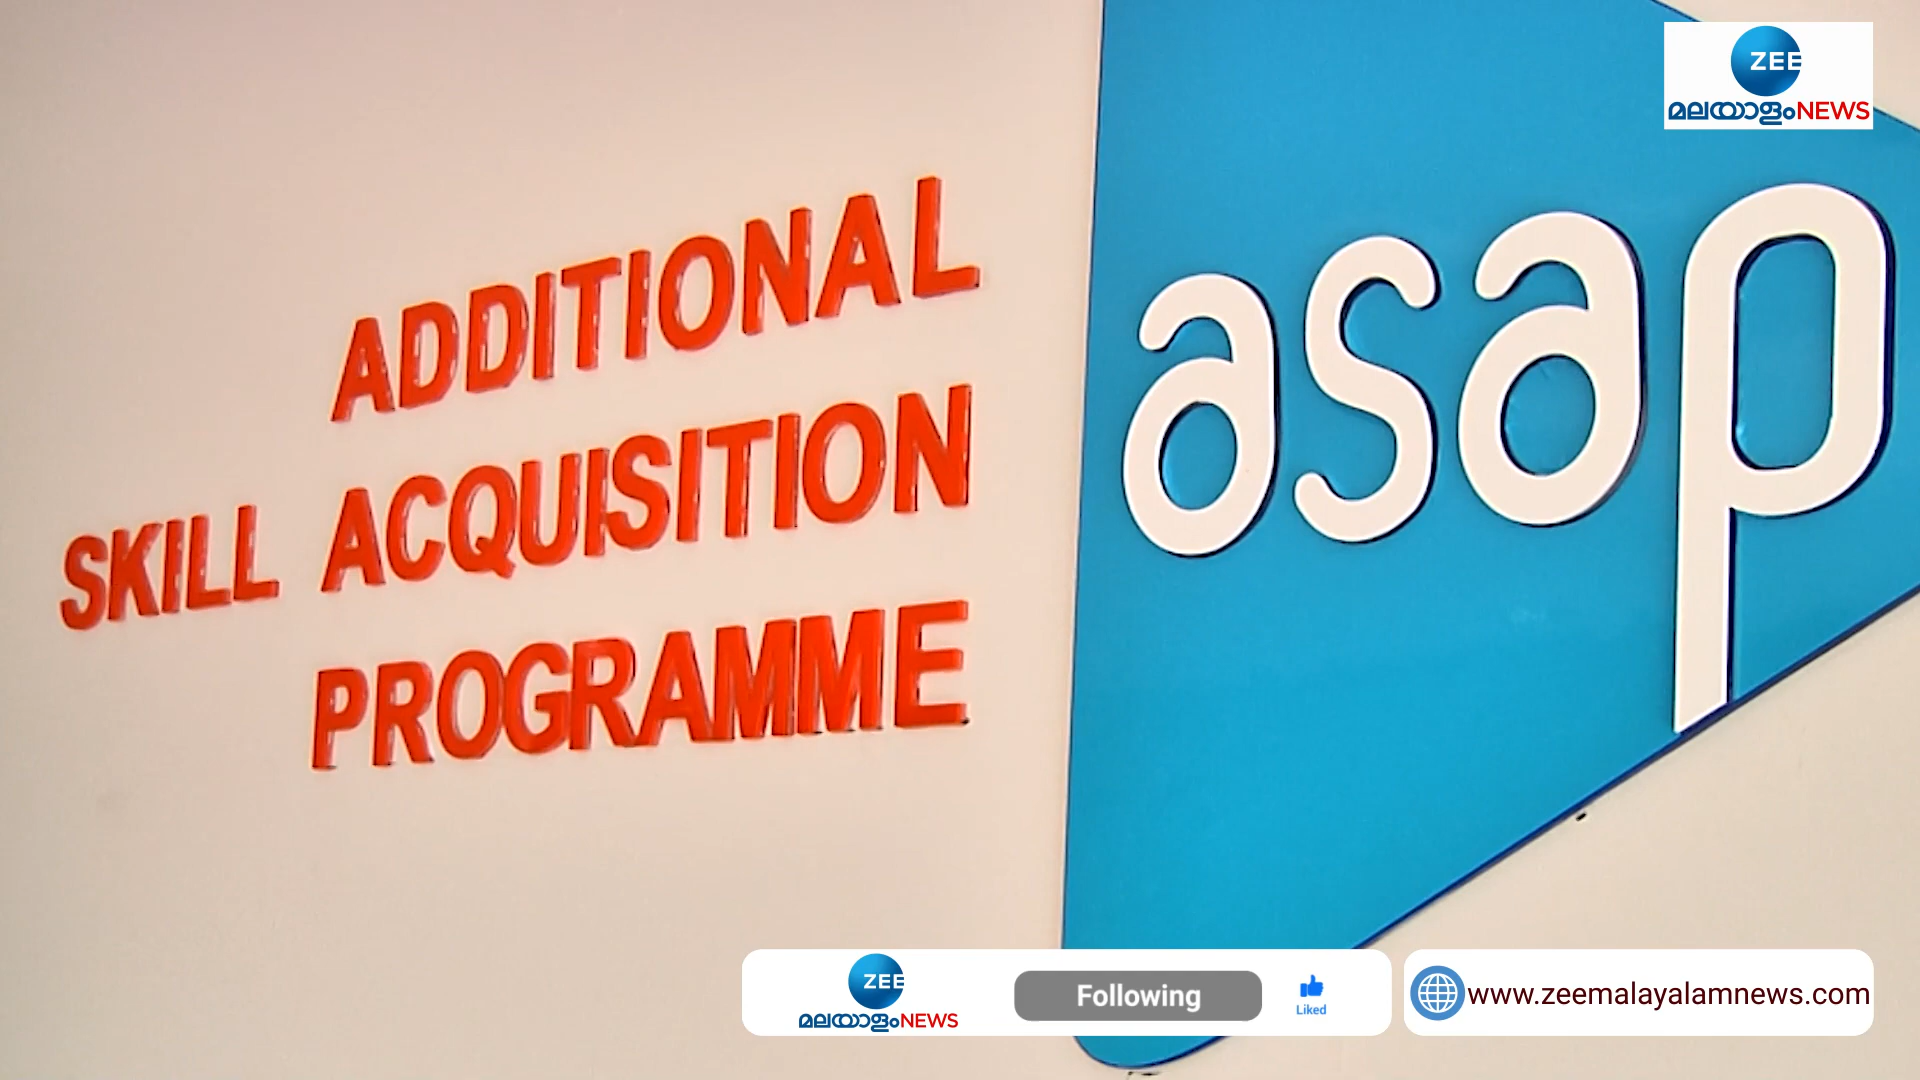 ZEE
മലയാളംNEWS
ADDITIONAL
SKILL ACQUISITION
PROGRAMME
asap
ZEE
മലയാളംNEWS
Following
Liked
www.zeemalayalamnews.com